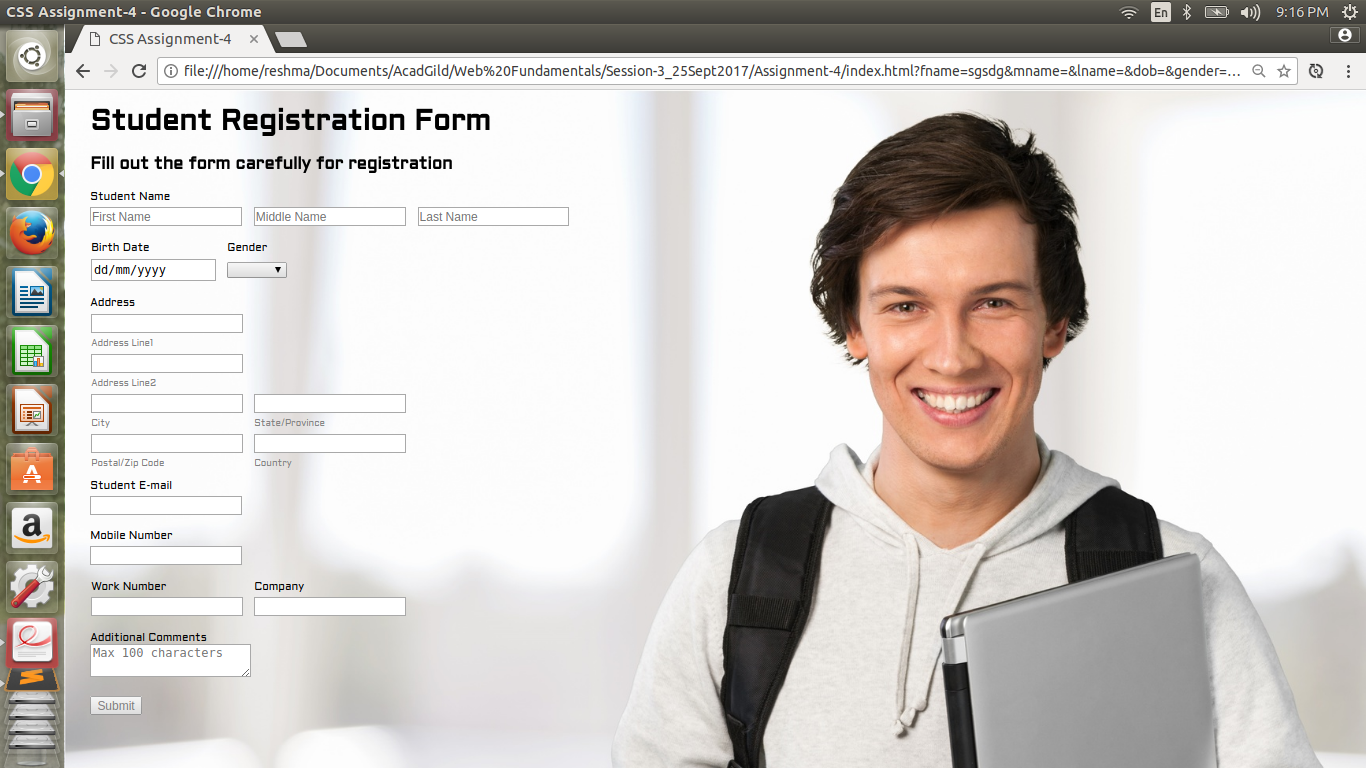 CSS Assignment-4 - Google Chrome
En
9:16 PM
CSS Assignment-4
file:///home/reshma/Documents/AcadGild/Web%20Fundamentals/Session-3_25Sept2017/Assignment-4/index.html?fname=sgsdg&mname=&lname=&dob=&gender=...
Student Registration Form
Fill out the form carefully for registration
Student Name
First Name Middle Name Last Name
Birth Date Gender
dd/mm/yyyy
Address
Address Line1
Address Line2
City State/Province
Postal/Zip Code Country
Student E-mail
Mobile Number
Work Number Company
Additional Comments
Max 100 characters
Submit